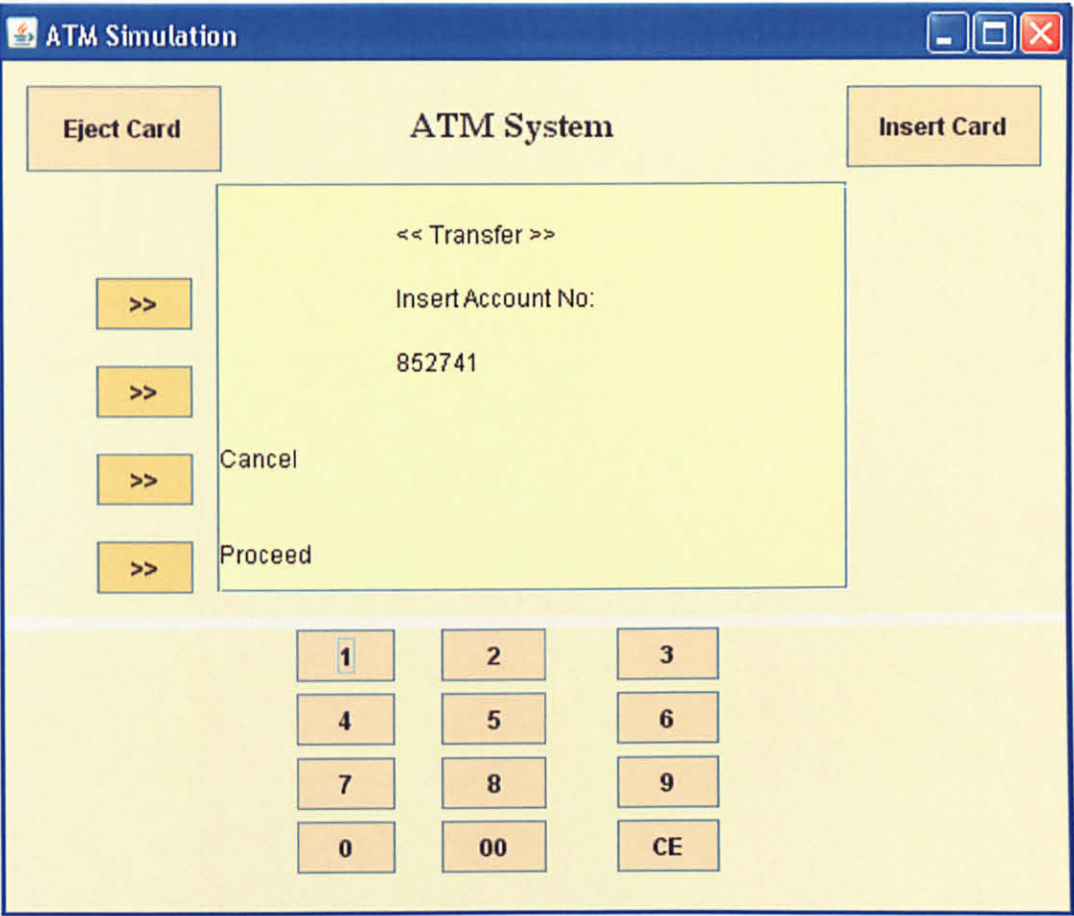 ATM Simulation
Eject Card
ATM System
Insert Card
<< Transfer >>
>>
Insert Account No:
>>
852741
>>
Cancel
>>
Proceed
1 2 3
4 5 6
7 8 9
0 00 CE